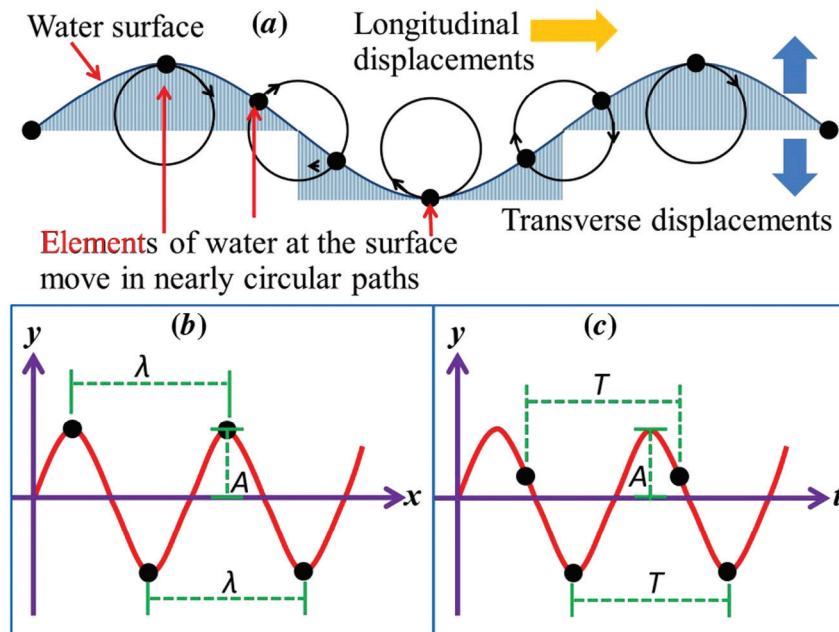 Water surface
(a)
Longitudinal
displacements
Transverse displacements
Elements of water at the surface
move in nearly circular paths
(b)
y
λ
A
x
λ
(c)
y
T
A
t
T